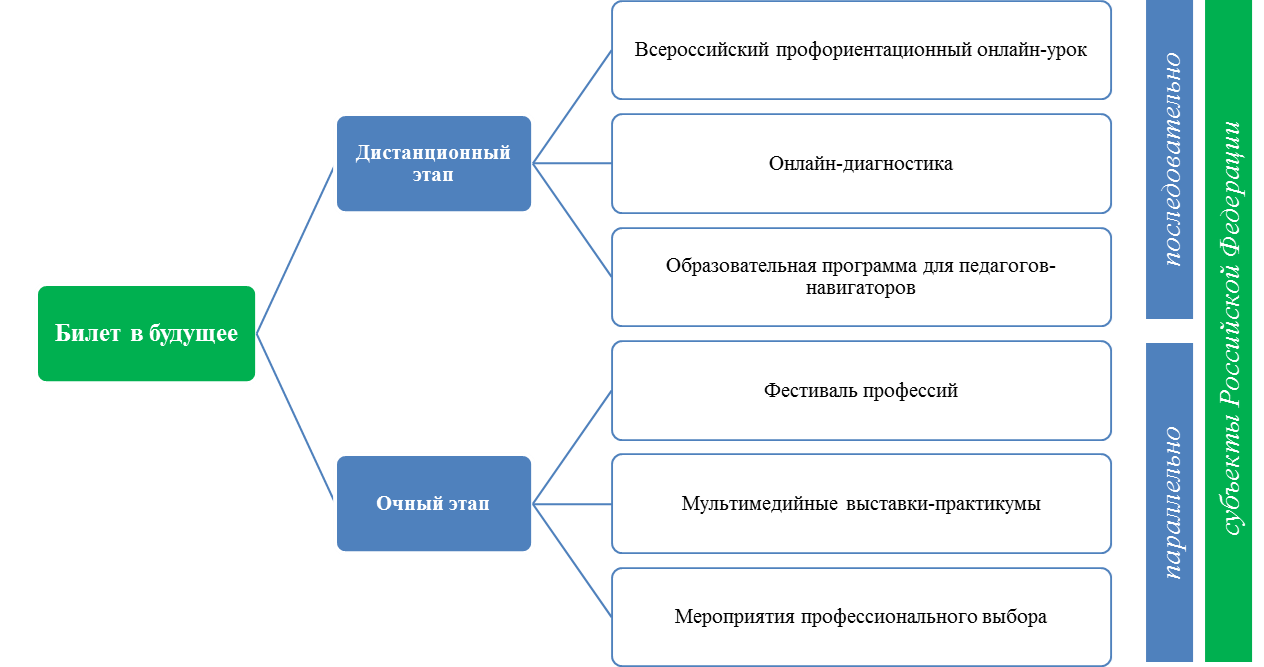 Всероссийский профориентационный онлайн-урок
Дистанционный
этап
Онлайн-диагностика
Образовательная программа для педагогов-
навигаторов
Билет в будущее
Фестиваль профессий
Очный этап
Мультимедийные выставки-практикумы
Мероприятия профессионального выбора
последовательно
параллельно
субъекты Российской Федерации